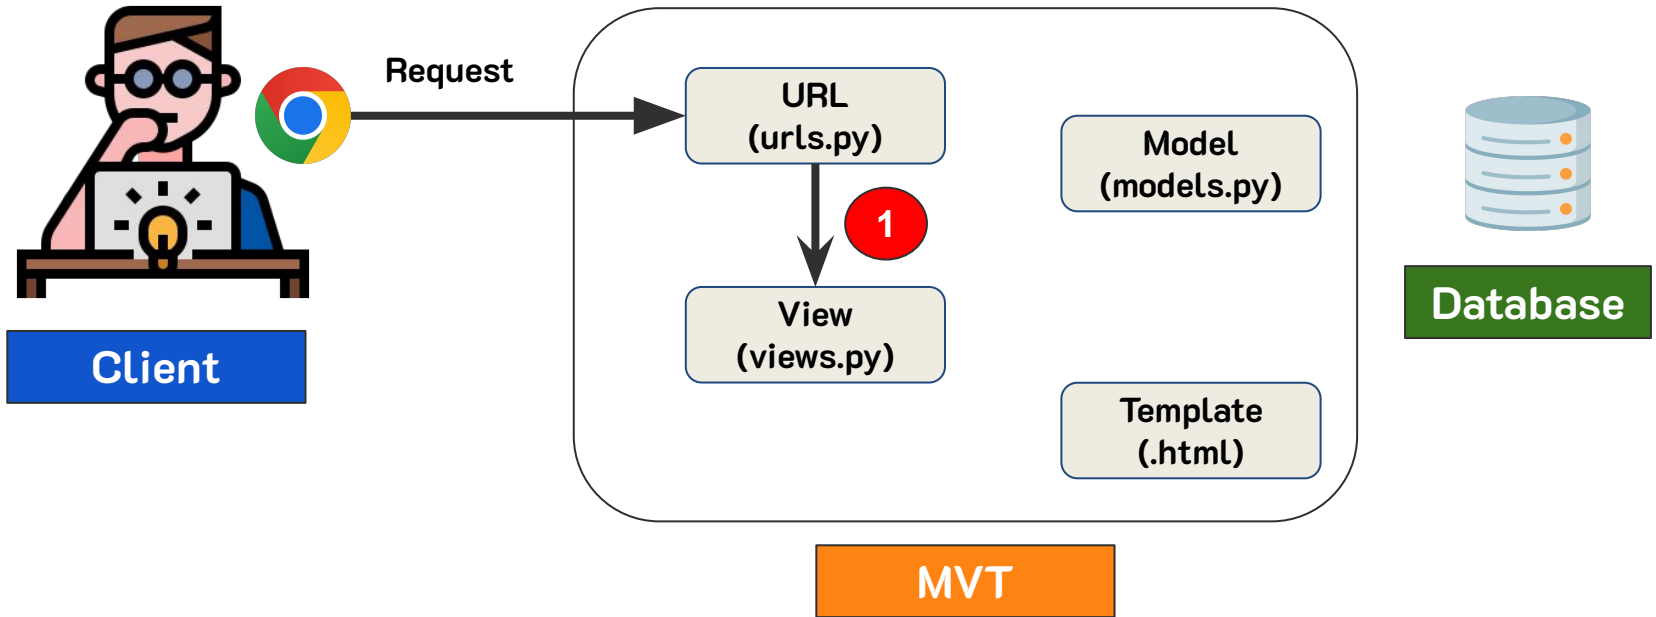 Request
URL
(urls.py)
1
View
(views.py)
Model
(models.py)
Template
(.html)
Client
Database
MVT